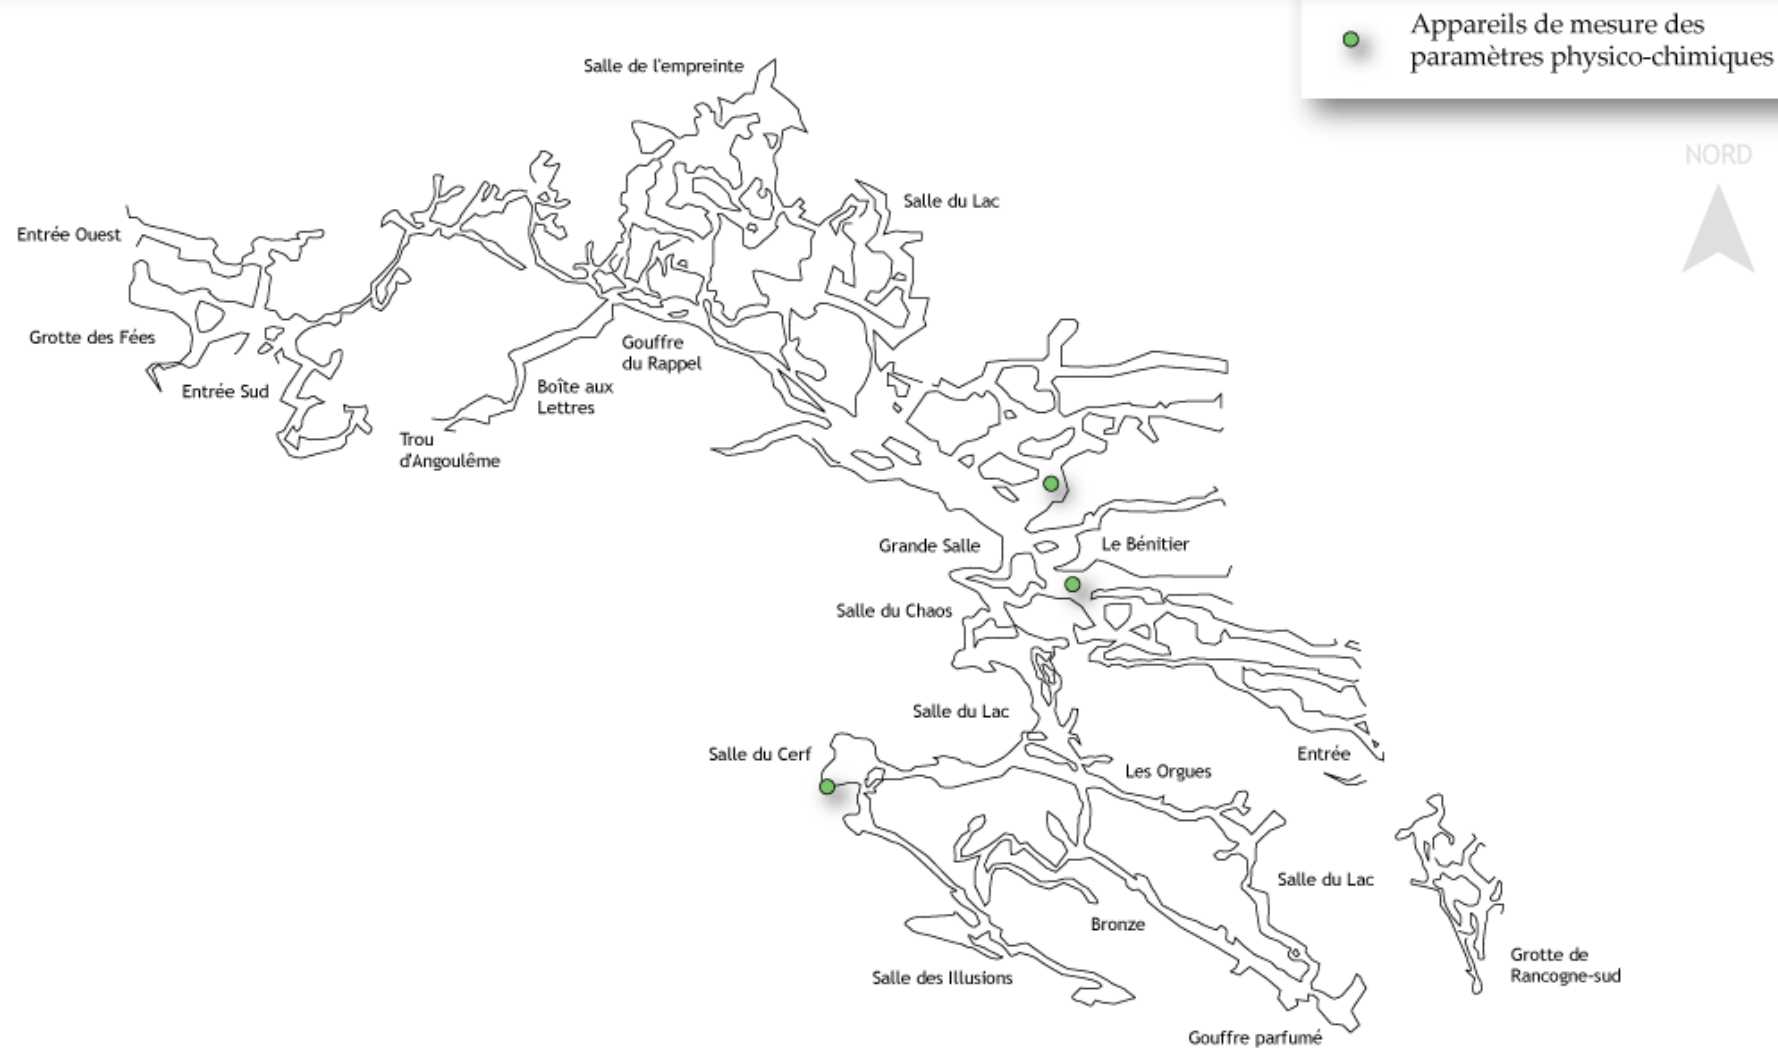 Appareils de mesure des
paramètres physico-chimiques
NORD
Salle de l'empreinte
Salle du Lac
Entrée Ouest
Grotte des Fées
Entrée Sud
Gouffre
du Rappel
Boîte aux
Lettres
Trou
d'Angoulême
Grande Salle
Le Bénitier
Salle du Chaos
Salle du Lac
Salle du Cerf
Entrée
Les Orgues
Salle du Lac
Bronze
Salle des Illusions
Grotte de
Rancogne-sud
Gouffre parfumé